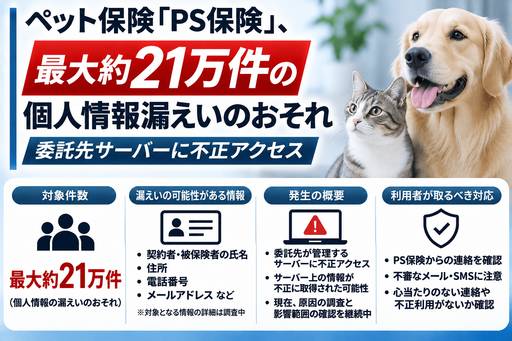 ペット保険「PS保険」、
最大約21万件の
個人情報漏えいのおそれ
委託先サーバーに不正アクセス
対象件数
最大約21万件
(個人情報の漏えいのおそれ)
漏えいの可能性がある情報
• 契約者・被保険者の氏名
• 住所
• 電話番号
• メールアドレス など
※対象となる情報の詳細は調査中
発生の概要
• 委託先が管理する
サーバーに不正アクセス
• サーバー上の情報が
不正に取得された可能性
• 現在、原因の調査と
影響範囲の確認を継続中
利用者が取るべき対応
• PS保険からの連絡を確認
• 不審なメール・SMSに注意
• 心当たりのない連絡や
不正利用がないか確認